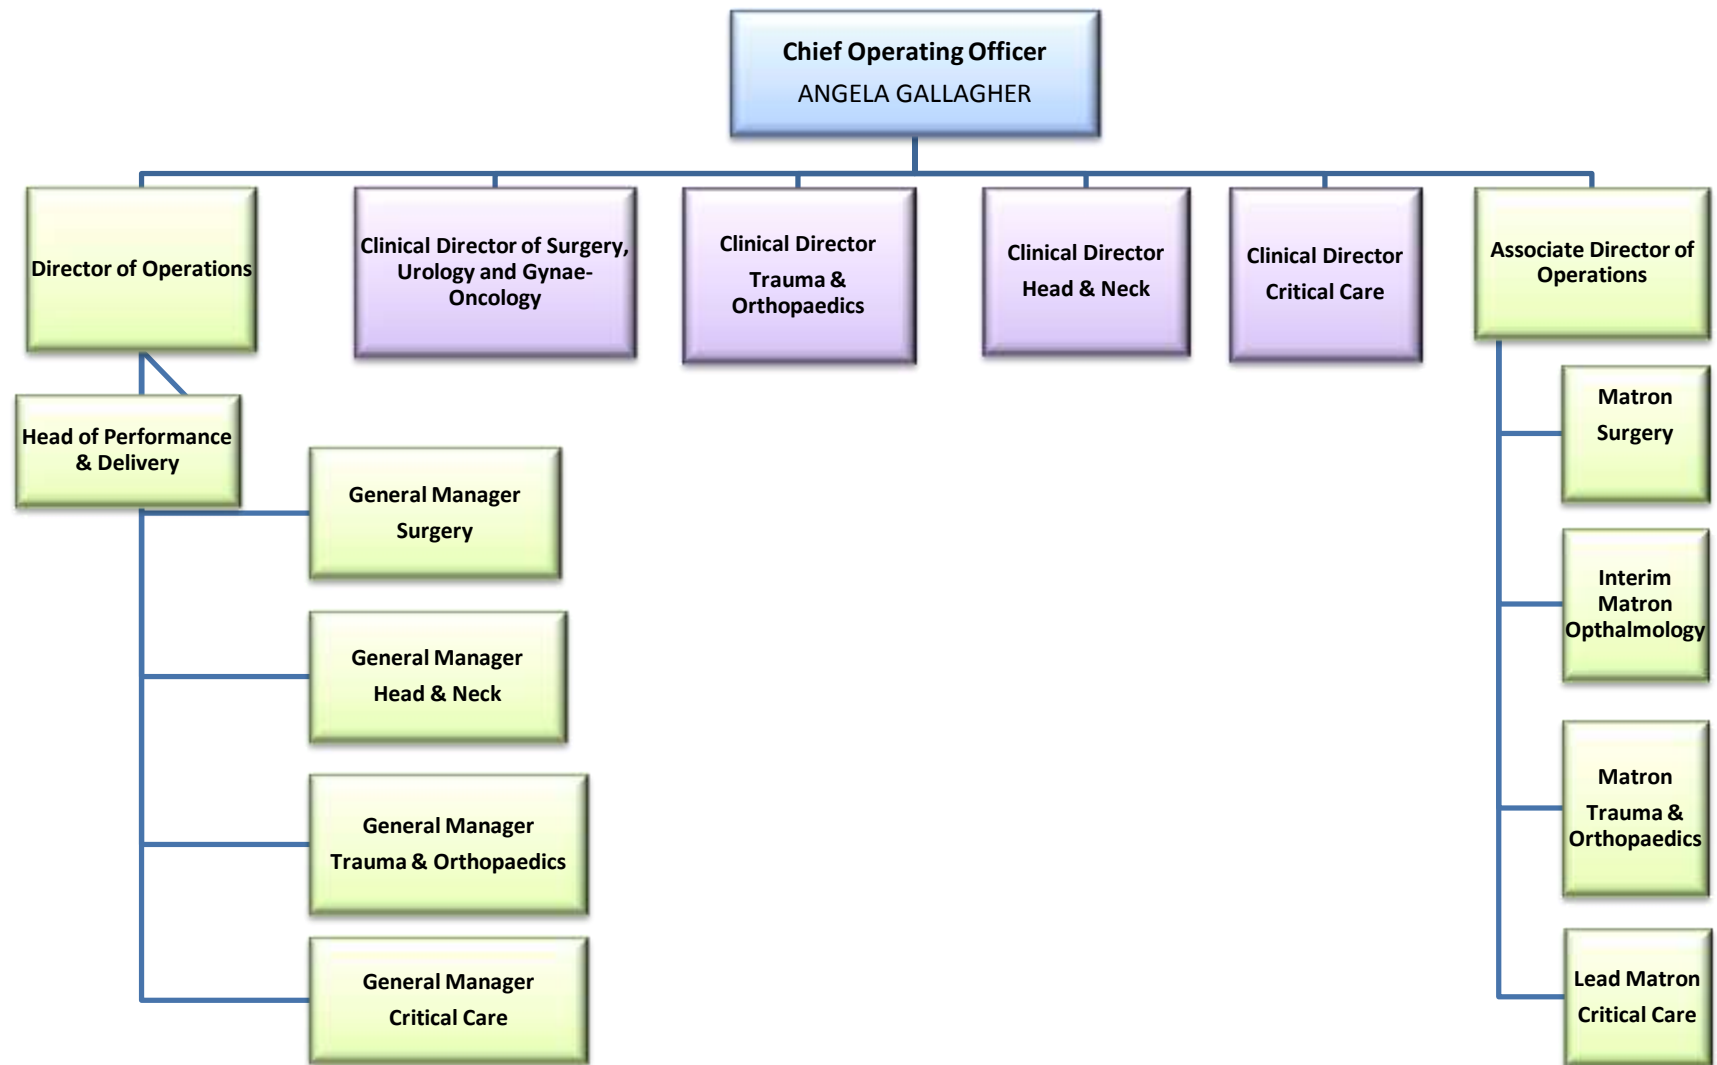 Chief Operating Officer
ANGELA GALLAGHER
Director of Operations
Clinical Director of Surgery,
Urology and Gynae-
Oncology
Clinical Director
Trauma &
Orthopaedics
Clinical Director
Head & Neck
Clinical Director
Critical Care
Associate Director of
Operations
Head of Performance
& Delivery
General Manager
Surgery
General Manager
Head & Neck
General Manager
Trauma & Orthopaedics
General Manager
Critical Care
Matron
Surgery
Interim
Matron
Opthalmology
Matron
Trauma &
Orthopaedics
Lead Matron
Critical Care